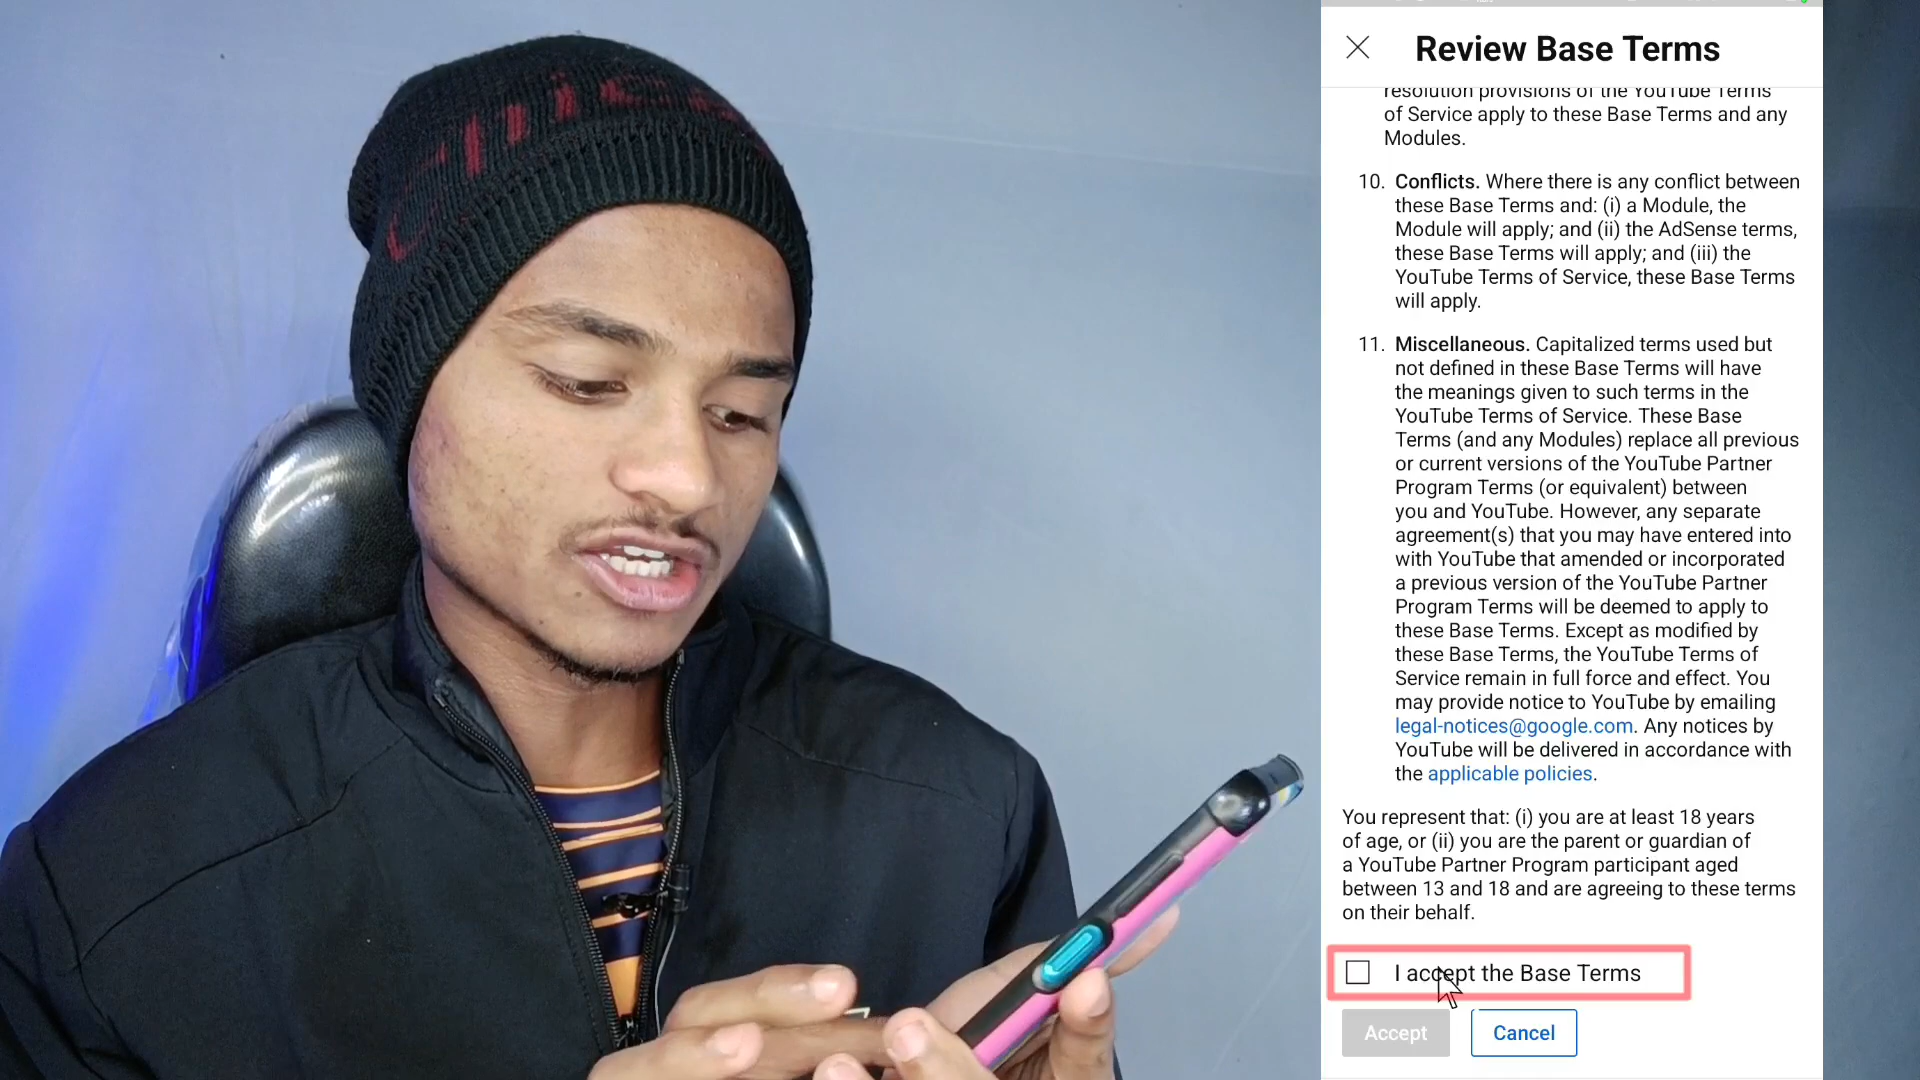 Review Base Terms
resolution provisions of the YouTube Terms
of Service apply to these Base Terms and any
Modules.
10. Conflicts. Where there is any conflict between
these Base Terms and: (i) a Module, the
Module will apply; and (ii) the AdSense terms,
these Base Terms will apply; and (iii) the
YouTube Terms of Service, these Base Terms
will apply.
11. Miscellaneous. Capitalized terms used but
not defined in these Base Terms will have
the meanings given to such terms in the
YouTube Terms of Service. These Base
Terms (and any Modules) replace all previous
or current versions of the YouTube Partner
Program Terms (or equivalent) between
you and YouTube. However, any separate
agreement(s) that you may have entered into
with YouTube that amended or incorporated
a previous version of the YouTube Partner
Program Terms will be deemed to apply to
these Base Terms. Except as modified by
these Base Terms, the YouTube Terms of
Service remain in full force and effect. You
may provide notice to YouTube by emailing
legal-notices@google.com. Any notices by
YouTube will be delivered in accordance with
the applicable policies.
You represent that: (i) you are at least 18 years
of age, or (ii) you are the parent or guardian of
a YouTube Partner Program participant aged
between 13 and 18 and are agreeing to these terms
on their behalf.
I accept the Base Terms
Accept
Cancel